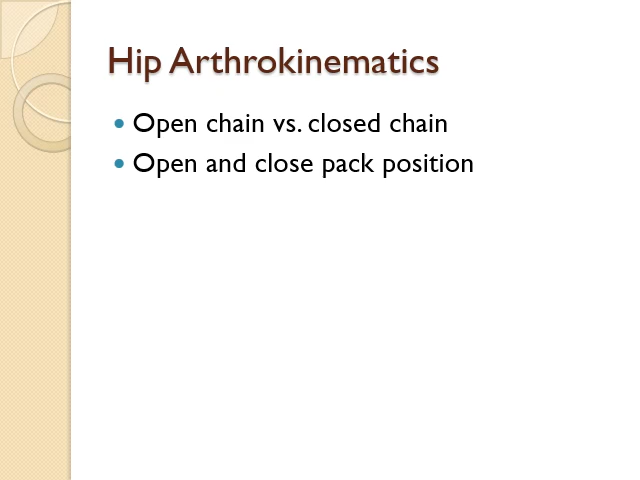 Hip Arthrokinematics
• Open chain vs. closed chain
• Open and close pack position